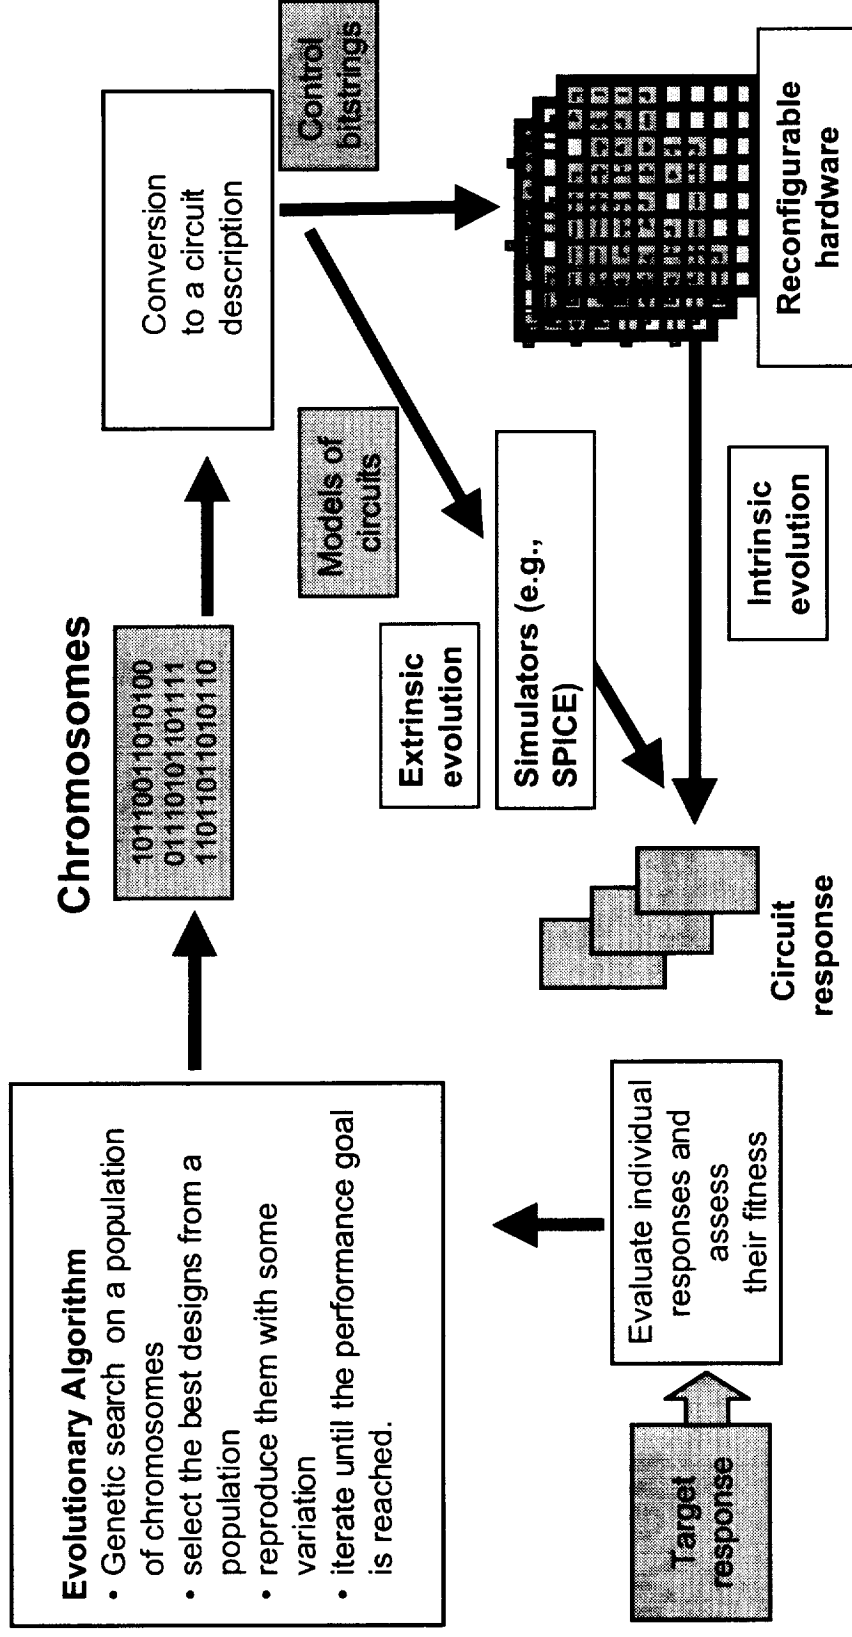 Evolutionary Algorithm
• Genetic search on a population
of chromosomes
• select the best designs from a
population
• reproduce them with some
variation
• iterate until the performance goal
is reached.
Chromosomes
10110011010100
01110101101111
11011011010110
Conversion
to a circuit
description
Control
bitstrings
Models of
circuits
Extrinsic
evolution
Simulators (e.g.,
SPICE)
Intrinsic
evolution
Reconfigurable
hardware
Circuit
response
Evaluate individual
responses and
assess
their fitness
Target
response